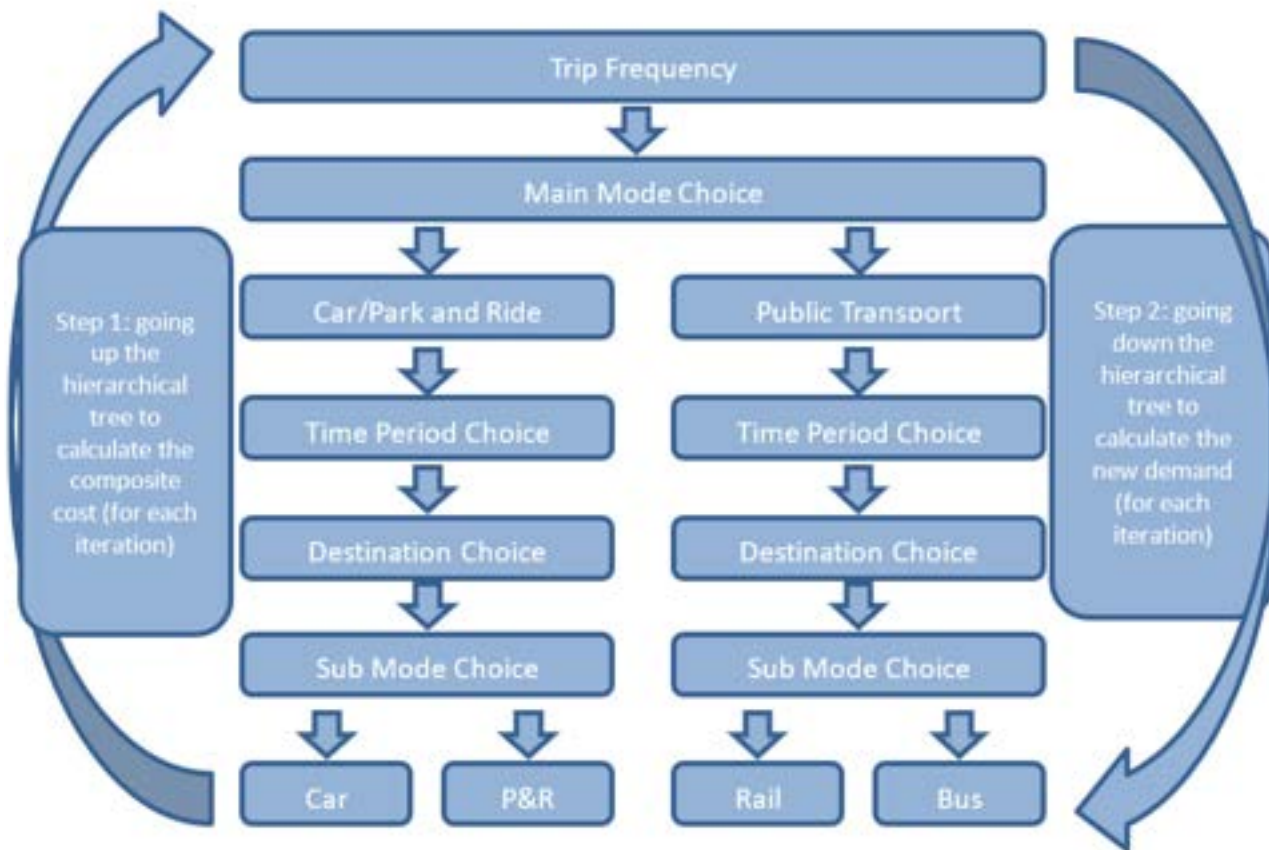 Trip Frequency
Main Mode Choice
Car/Park and Ride
Public Transport
Step 1: going
up the
hierarchical
tree to
calculate the
composite
cost (for each
iteration)
Step 2: going
down the
hierarchical
tree to
calculate the
new demand
(for each
iteration)
Time Period Choice
Time Period Choice
Destination Choice
Destination Choice
Sub Mode Choice
Sub Mode Choice
Car
P&R
Rail
Bus